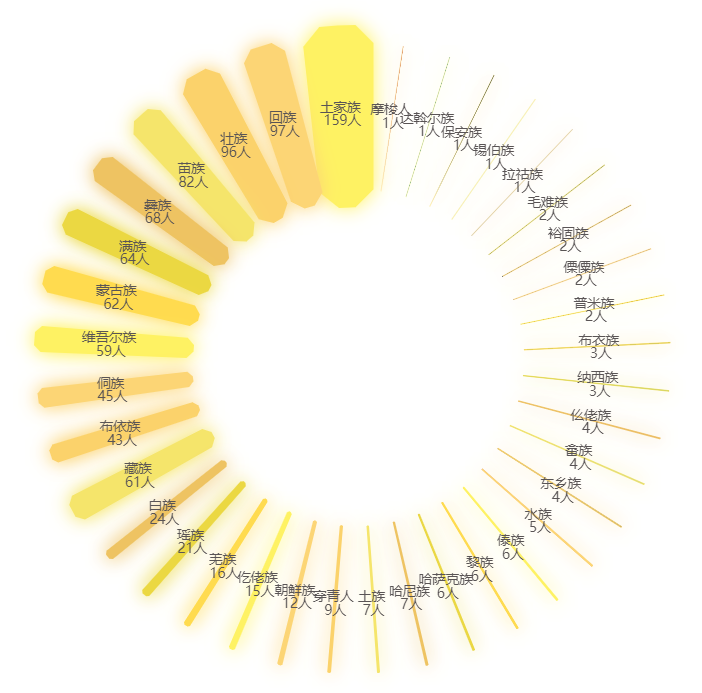 土家族
159人
回族
97人
壮族
96人
苗族
82人
彝族
68人
满族
64人
蒙古族
62人
维吾尔族
59人
侗族
45人
布依族
43人
藏族
61人
白族
24人
瑶族
21人
羌族
16人
仡佬族
15人
朝鲜族
12人
穿青人
9人
土族
7人
哈尼族
7人
哈萨克族
6人
黎族
6人
傣族
6人
水族
5人
东乡族
4人
畲族
4人
仫佬族
4人
纳西族
3人
布衣族
3人
普米族
2人
傈僳族
2人
裕固族
2人
毛难族
2人
拉祜族
1人
锡伯族
1人
保安族
1人
达斡尔族
1人
摩梭人
1人